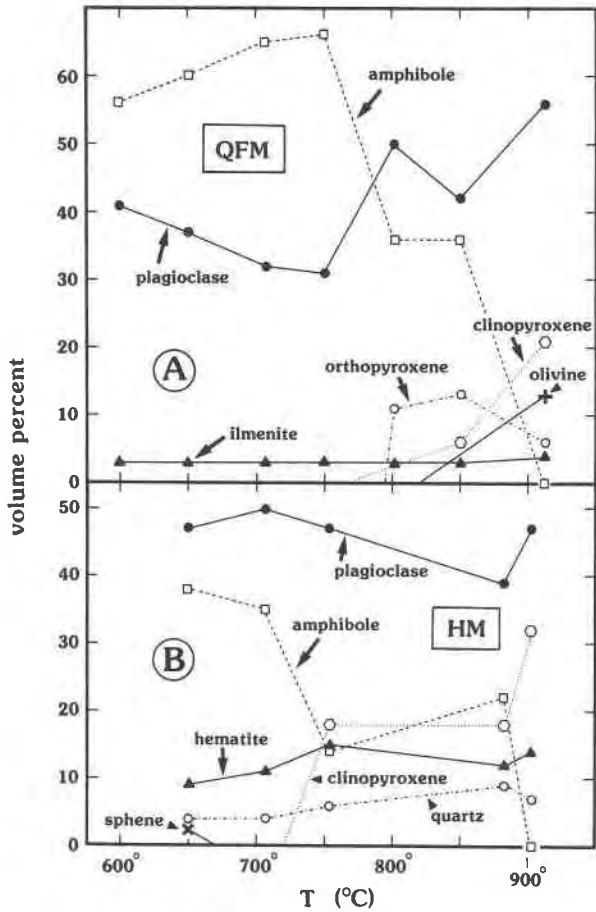 60
50
40
30
20
10
0
QFM
amphibole
plagioclase
clinopyroxene
orthopyroxene
olivine
A
ilmenite
volume percent
50
40
30
20
10
0
plagioclase
amphibole
HM
B
hematite
clinopyroxene
sphene
quartz
600° 700° 800° 900°
T (°C)